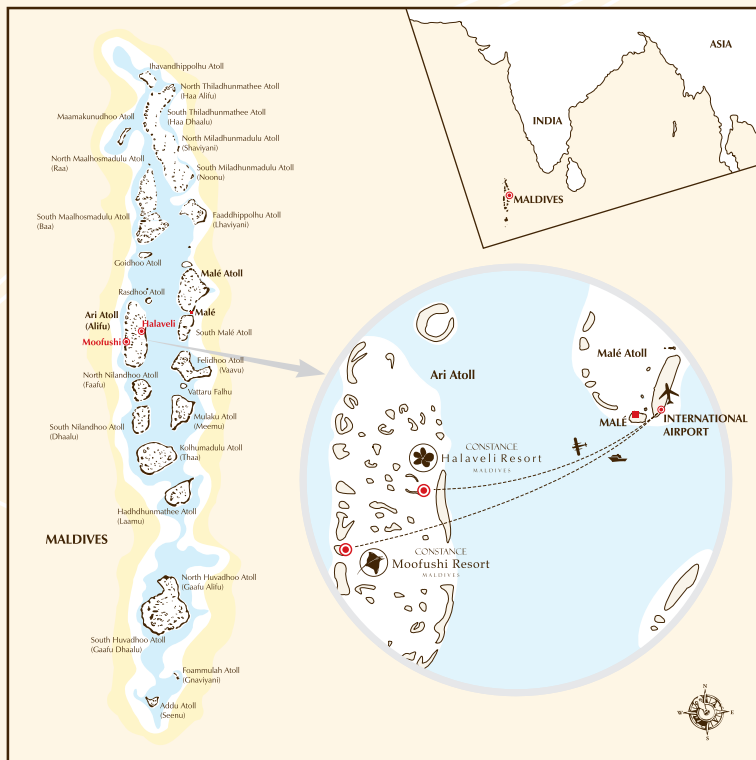 Ihavandhippolhu Atoll
North Thiladhunmathee Atoll
(Haa Alifu)
South Thiladhunmathee Atoll
(Haa Dhaalu)
Maamakunudhoo Atoll
North Miladhunmadulu Atoll
(Shaviyani)
North Maalhosmadulu Atoll
(Raa)
South Miladhunmadulu Atoll
(Noonu)
South Maalhosmadulu Atoll
(Baa)
Faaddhippolhu Atoll
(Lhaviyani)
Goidhoo Atoll
Malé Atoll
Rasdhoo Atoll
Malé
Ari Atoll
(Alifu)
Halaveli
Moofushi
South Malé Atoll
Felidhoo Atoll
(Vaavu)
North Nilandhoo Atoll
(Faafu)
Vattaru Falhu
Mulaku Atoll
(Meemu)
South Nilandhoo Atoll
(Dhaalu)
Kolhumadulu Atoll
(Thaa)
Hadhdhunmathee Atoll
(Laamu)
MALDIVES
North Huvadhoo Atoll
(Gaafu Alifu)
South Huvadhoo Atoll
(Gaafu Dhaalu)
Foammulah Atoll
(Gnaviyani)
Addu Atoll
(Seenu)
ASIA
INDIA
MALDIVES
Ari Atoll
Malé Atoll
MALÉ
INTERNATIONAL
AIRPORT
CONSTANCE
Halaveli Resort
MALDIVES
CONSTANCE
Moofushi Resort
MALDIVES
N
W
E
S